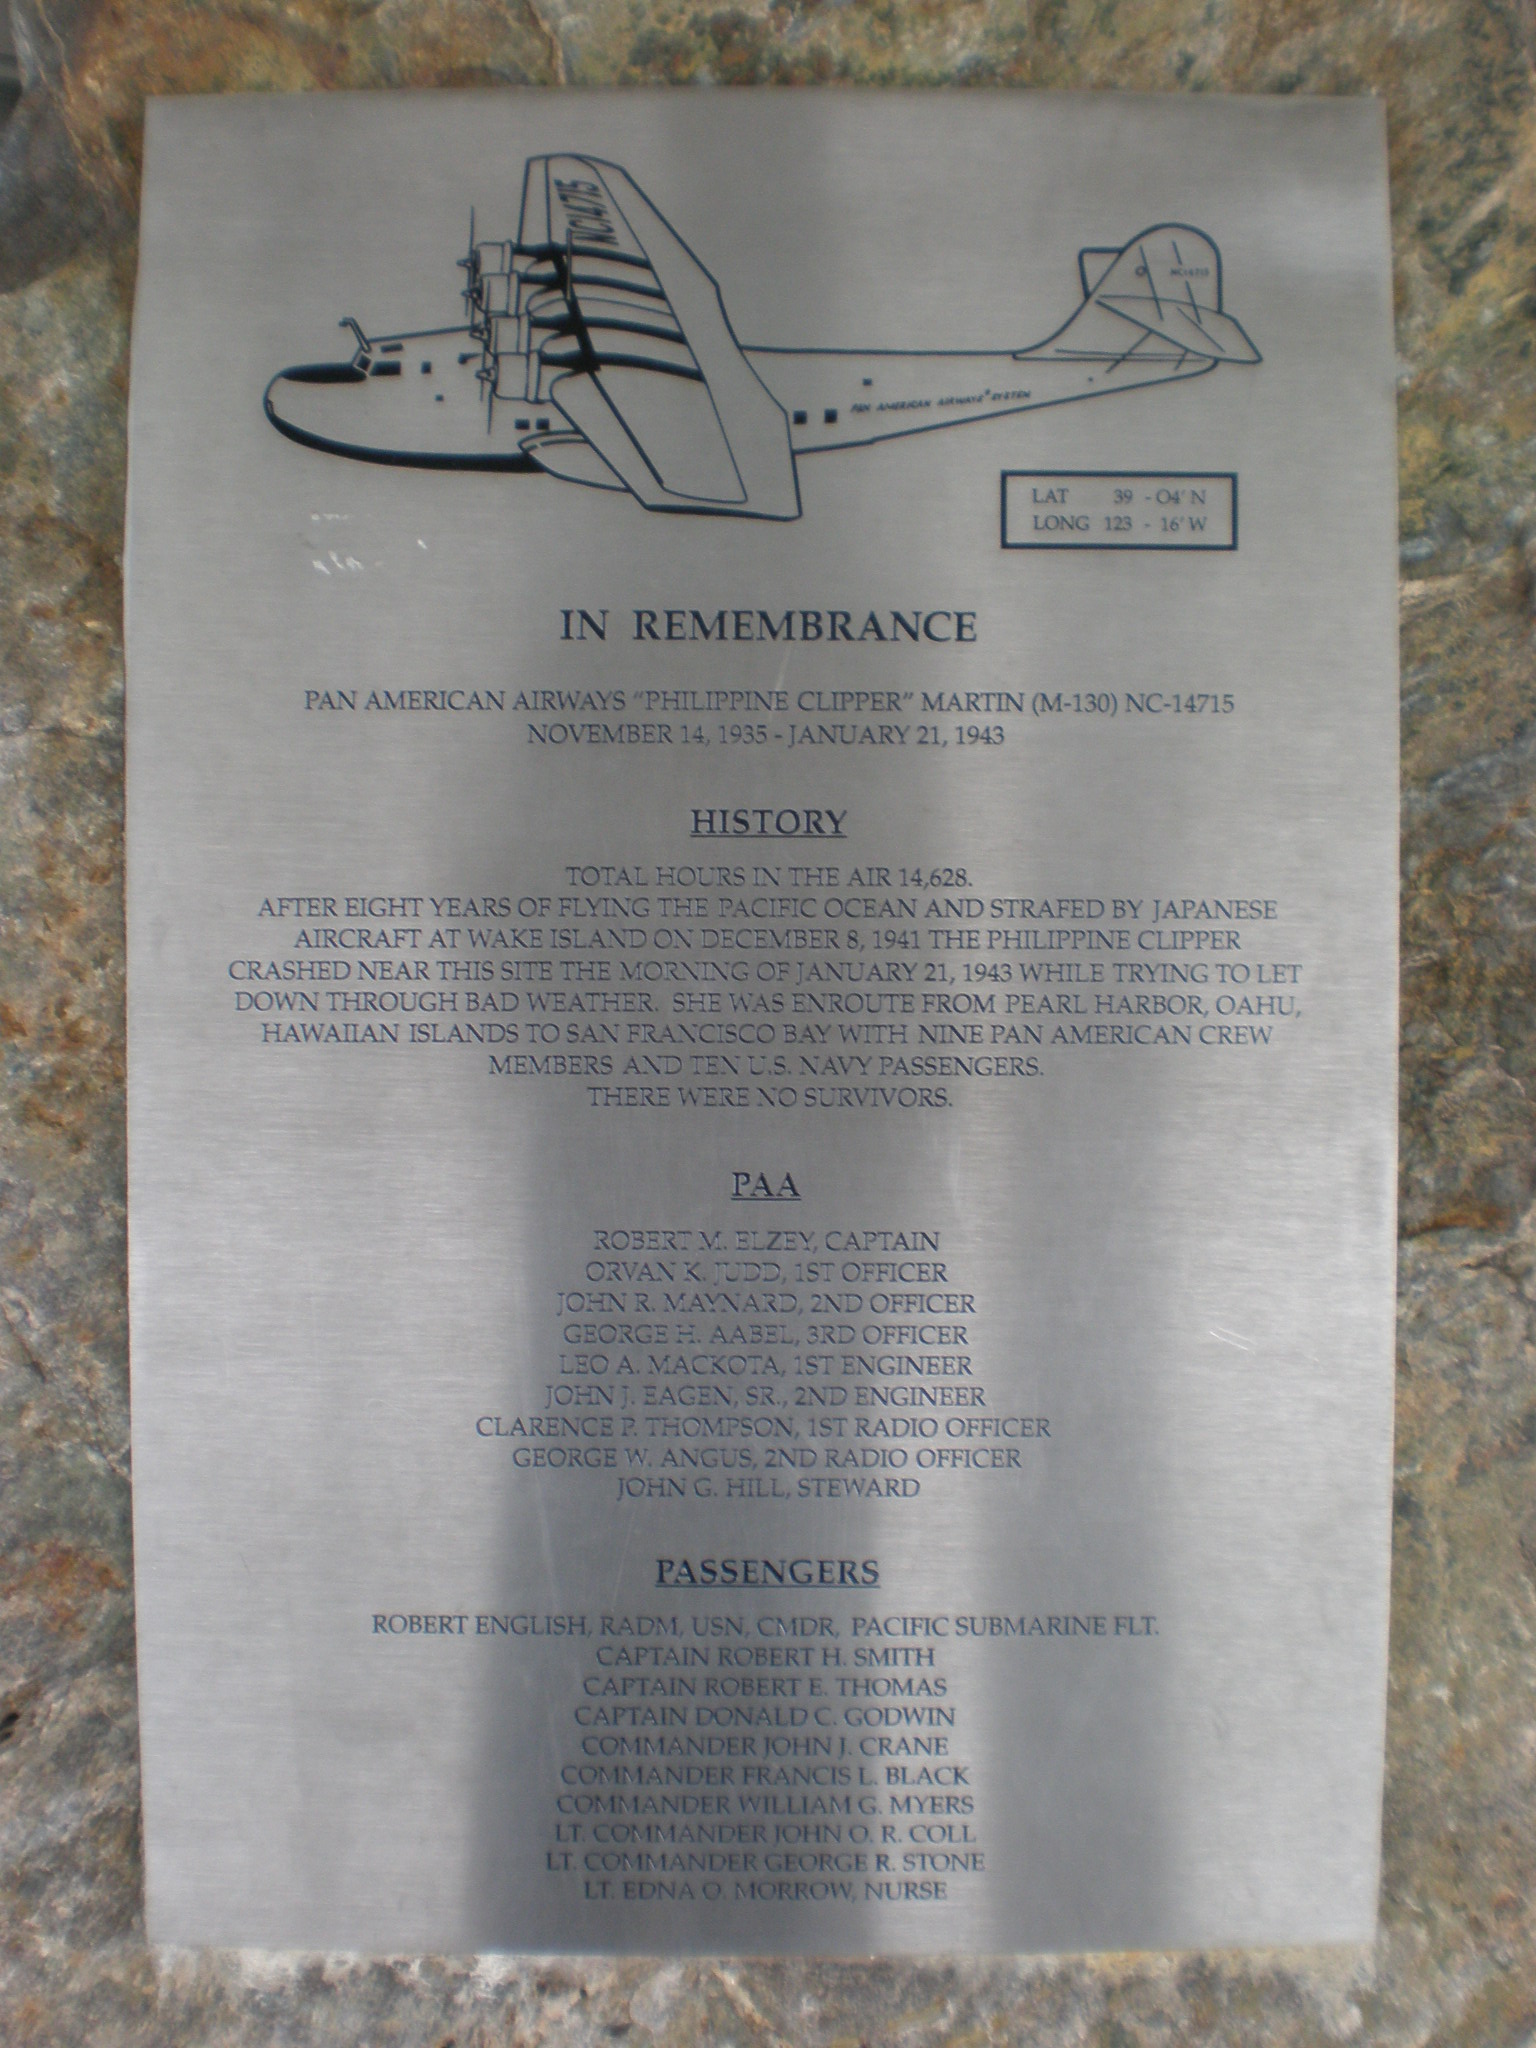 NC14715
NC14715
PAN AMERICAN AIRWAYS SYSTEM
LAT 39 - O4' N
LONG 123 - 16' W
IN REMEMBRANCE
PAN AMERICAN AIRWAYS "PHILIPPINE CLIPPER" MARTIN (M-130) NC-14715
NOVEMBER 14, 1935 - JANUARY 21, 1943
HISTORY
TOTAL HOURS IN THE AIR 14,628.
AFTER EIGHT YEARS OF FLYING THE PACIFIC OCEAN AND STRAFED BY JAPANESE
AIRCRAFT AT WAKE ISLAND ON DECEMBER 8, 1941 THE PHILIPPINE CLIPPER
CRASHED NEAR THIS SITE THE MORNING OF JANUARY 21, 1943 WHILE TRYING TO LET
DOWN THROUGH BAD WEATHER. SHE WAS ENROUTE FROM PEARL HARBOR, OAHU,
HAWAIIAN ISLANDS TO SAN FRANCISCO BAY WITH NINE PAN AMERICAN CREW
MEMBERS AND TEN U.S. NAVY PASSENGERS.
THERE WERE NO SURVIVORS.
PAA
ROBERT M. ELZEY, CAPTAIN
ORVAN K. JUDD, 1ST OFFICER
JOHN R. MAYNARD, 2ND OFFICER
GEORGE H. AABEL, 3RD OFFICER
LEO A. MACKOTA, 1ST ENGINEER
JOHN J. EAGEN, SR., 2ND ENGINEER
CLARENCE P. THOMPSON, 1ST RADIO OFFICER
GEORGE W. ANGUS, 2ND RADIO OFFICER
JOHN G. HILL, STEWARD
PASSENGERS
ROBERT ENGLISH, RADM, USN, CMDR, PACIFIC SUBMARINE FLT.
CAPTAIN ROBERT H. SMITH
CAPTAIN ROBERT E. THOMAS
CAPTAIN DONALD C. GODWIN
COMMANDER JOHN J. CRANE
COMMANDER FRANCIS L. BLACK
COMMANDER WILLIAM G. MYERS
LT. COMMANDER JOHN O. R. COLL
LT. COMMANDER GEORGE R. STONE
LT. EDNA O. MORROW, NURSE